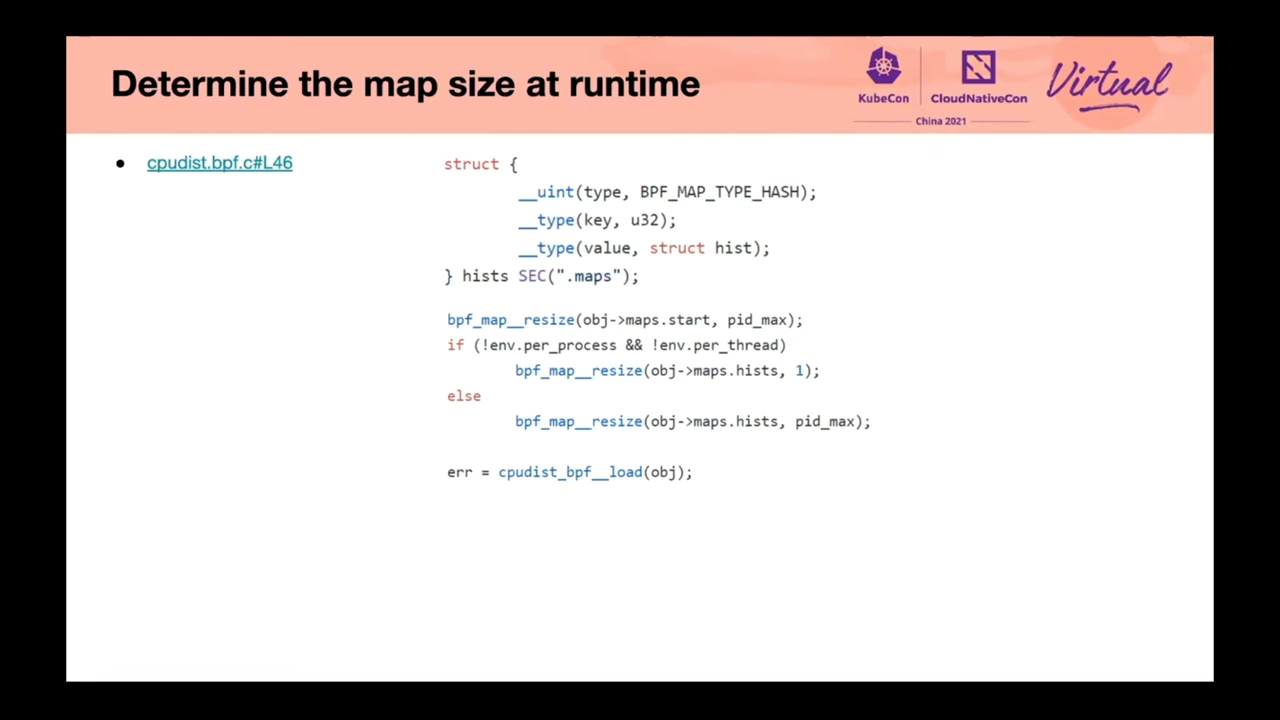 Determine the map size at runtime
KubeCon
CloudNativeCon
China 2021
Virtual
cpudist.bpf.c#L46
struct {
__uint(type, BPF_MAP_TYPE_HASH);
__type(key, u32);
__type(value, struct hist);
} hists SEC(".maps");
bpf_map__resize(obj->maps.start, pid_max);
if (!env.per_process && !env.per_thread)
bpf_map__resize(obj->maps.hists, 1);
else
bpf_map__resize(obj->maps.hists, pid_max);
err = cpudist_bpf__load(obj);